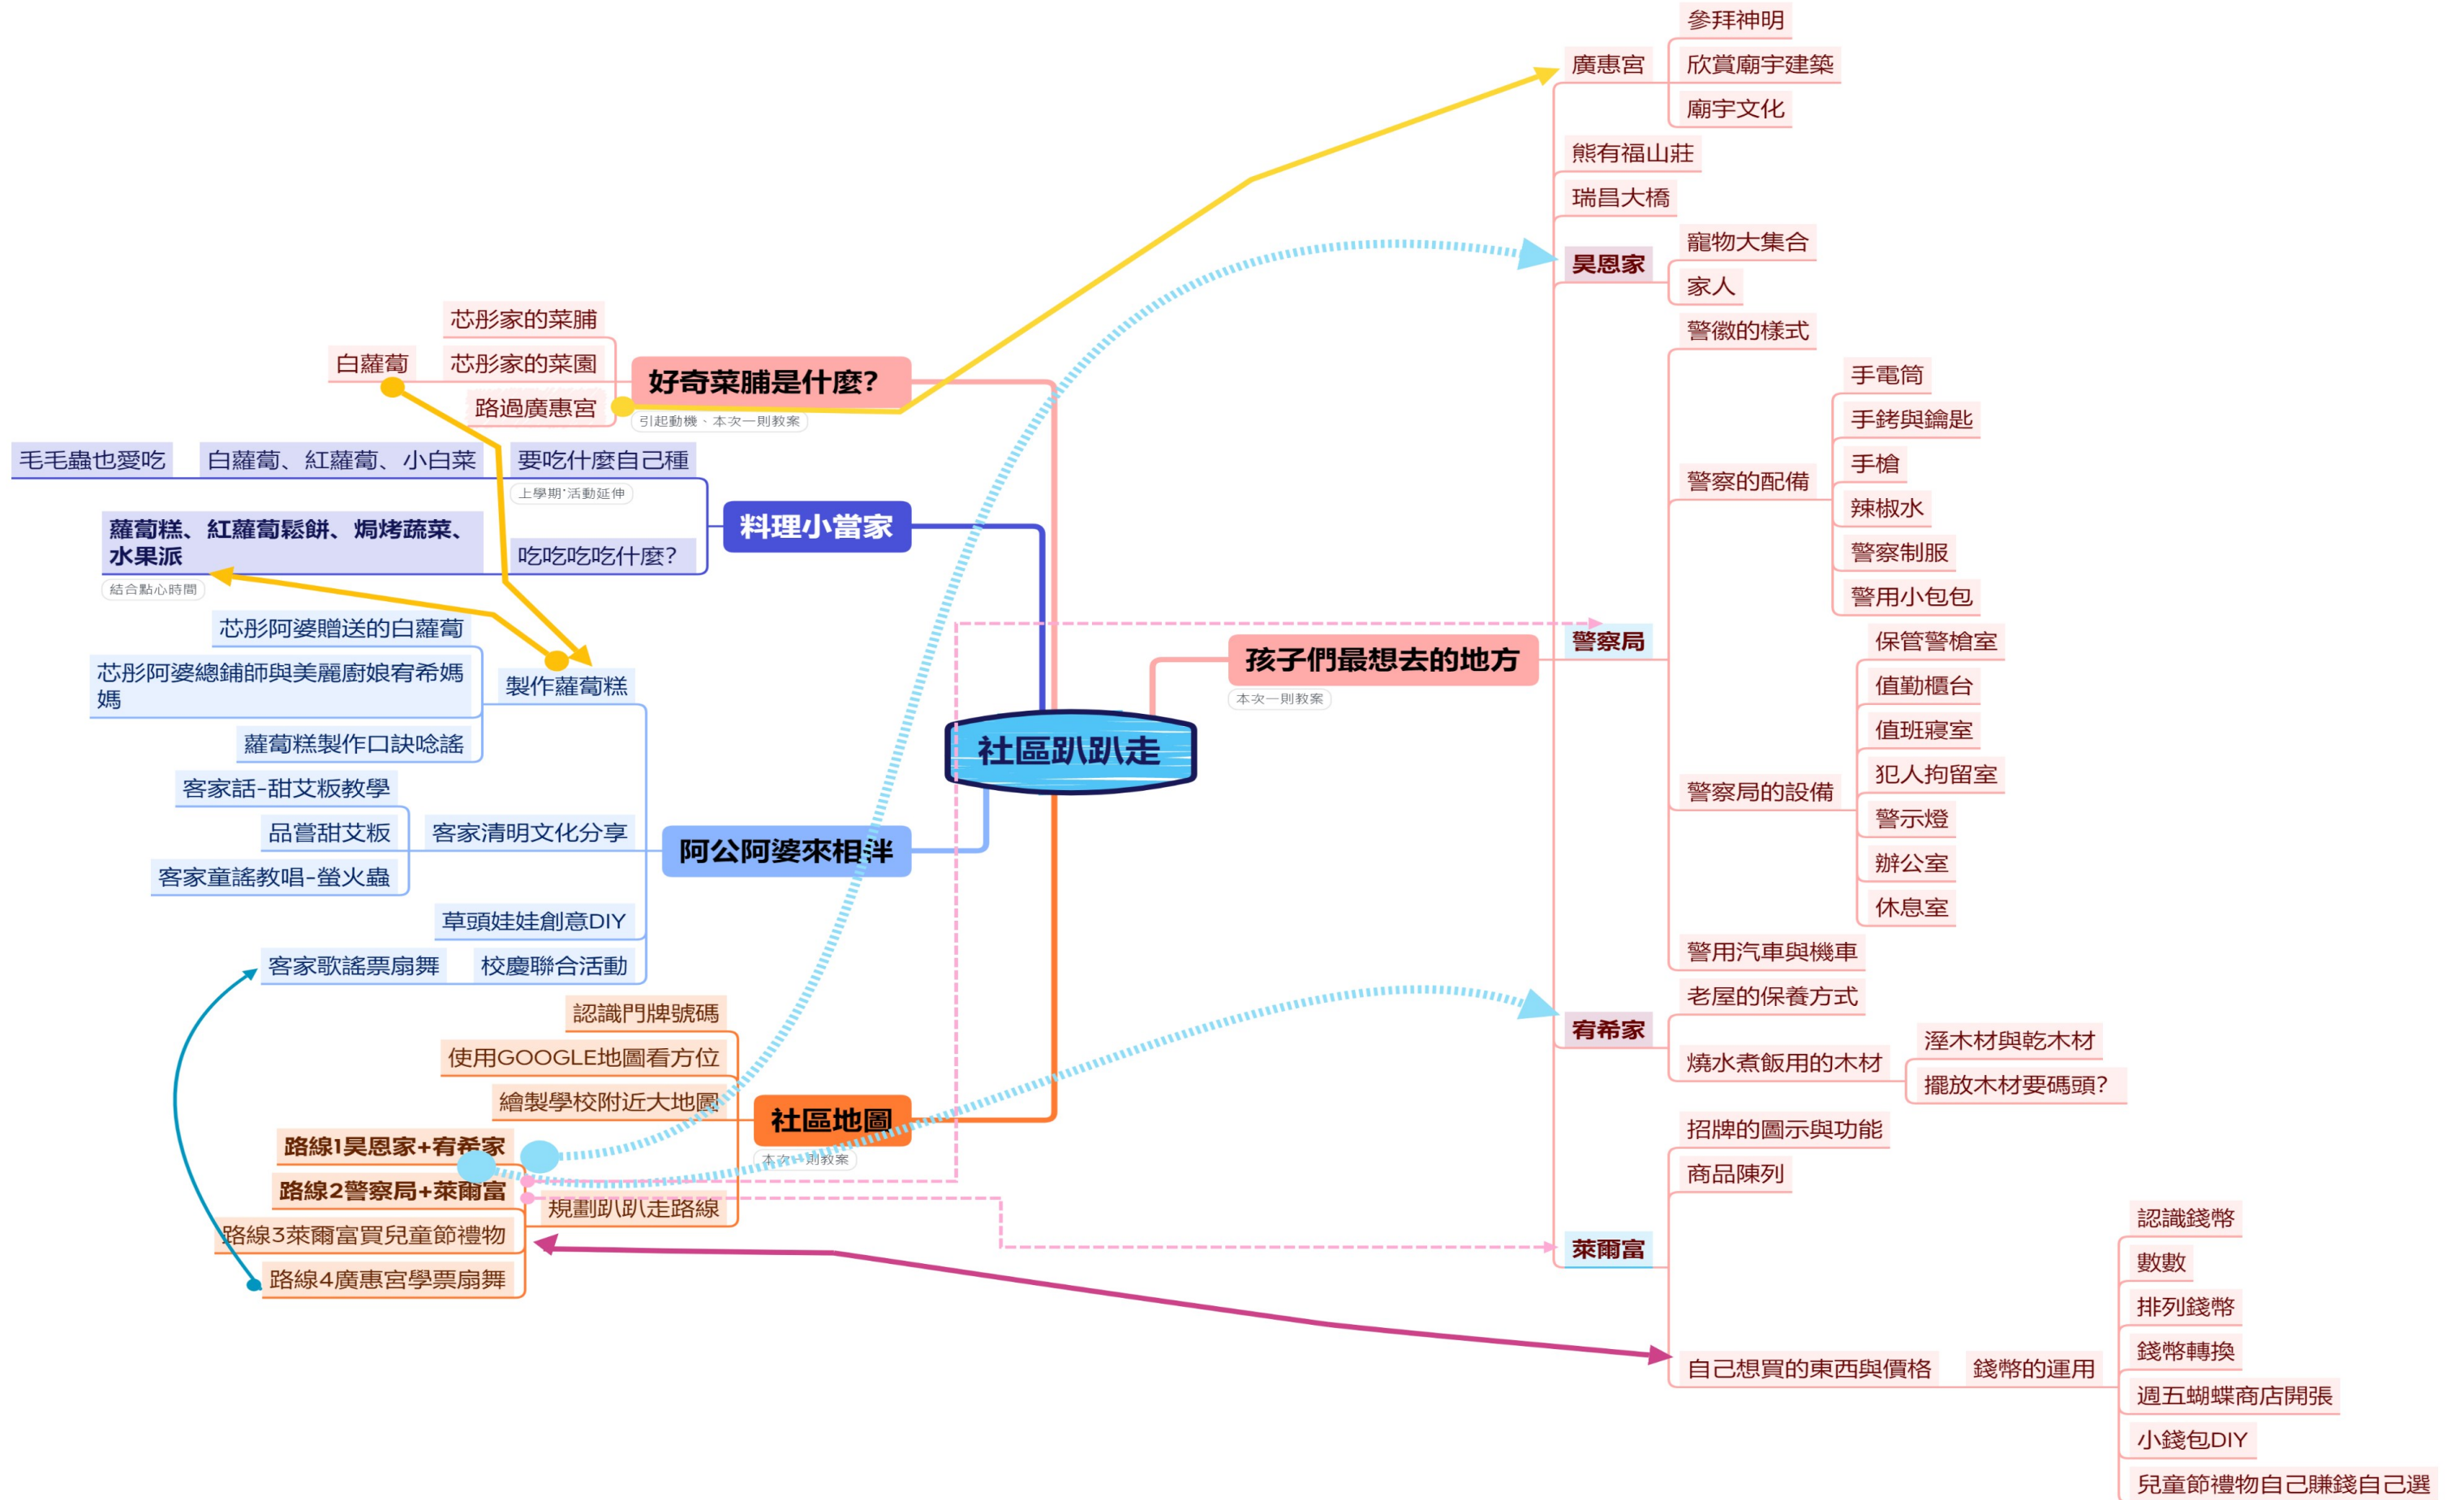 社區趴趴走
好奇菜脯是什麼?
引起動機、本次一則教案
芯彤家的菜脯
芯彤家的菜園
白蘿蔔
路過廣惠宮
料理小當家
要吃什麼自己種
上學期*活動延伸
白蘿蔔、紅蘿蔔、小白菜
毛毛蟲也愛吃
吃吃吃吃什麼?
蘿蔔糕、紅蘿蔔鬆餅、焗烤蔬菜、
水果派
結合點心時間
阿公阿婆來相拌
製作蘿蔔糕
芯彤阿婆贈送的白蘿蔔
芯彤阿婆總鋪師與美麗廚娘宥希媽
媽
蘿蔔糕製作口訣唸謠
客家清明文化分享
客家話-甜艾粄教學
品嘗甜艾粄
客家童謠教唱-螢火蟲
草頭娃娃創意DIY
校慶聯合活動
客家歌謠票扇舞
社區地圖
本次一則教案
認識門牌號碼
使用GOOGLE地圖看方位
繪製學校附近大地圖
規劃趴趴走路線
路線1昊恩家+宥希家
路線2警察局+萊爾富
路線3萊爾富買兒童節禮物
路線4廣惠宮學票扇舞
孩子們最想去的地方
本次一則教案
廣惠宮
參拜神明
欣賞廟宇建築
廟宇文化
熊有福山莊
瑞昌大橋
昊恩家
寵物大集合
家人
警察局
警徽的樣式
警察的配備
手電筒
手銬與鑰匙
手槍
辣椒水
警察制服
警用小包包
警察局的設備
保管警槍室
值勤櫃台
值班寢室
犯人拘留室
警示燈
辦公室
休息室
警用汽車與機車
宥希家
老屋的保養方式
燒水煮飯用的木材
溼木材與乾木材
擺放木材要碼頭?
萊爾富
招牌的圖示與功能
商品陳列
自己想買的東西與價格
錢幣的運用
認識錢幣
數數
排列錢幣
錢幣轉換
週五蝴蝶商店開張
小錢包DIY
兒童節禮物自己賺錢自己選